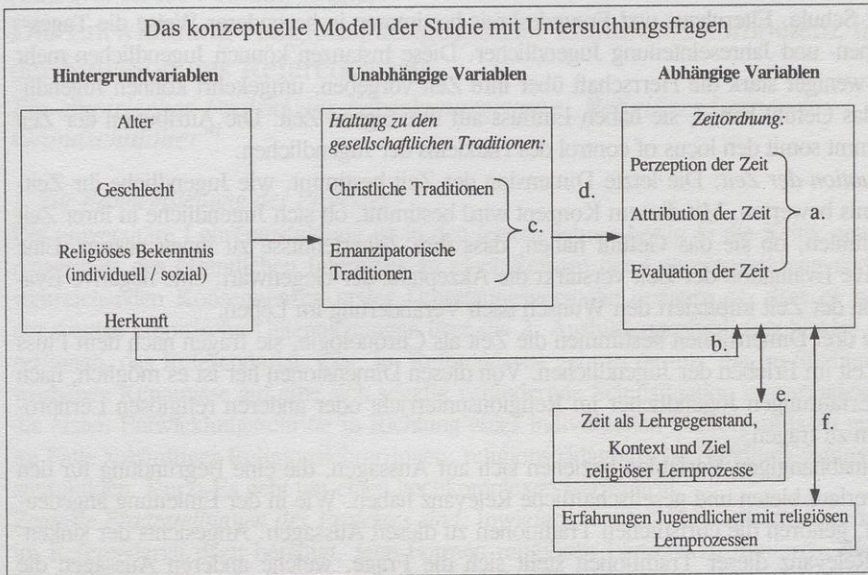 Das konzeptuelle Modell der Studie mit Untersuchungsfragen
Hintergrundvariablen
Unabhängige Variablen
Abhängige Variablen
Alter
Geschlecht
Religiöses Bekenntnis
(individuell / sozial)
Herkunft
Haltung zu den
gesellschaftlichen Traditionen:
Christliche Traditionen
c.
Emanzipatorische
Traditionen
d.
Zeitordnung:
Perzeption der Zeit
Attribution der Zeit
a.
Evaluation der Zeit
b.
e.
f.
Zeit als Lehrgegenstand,
Kontext und Ziel
religiöser Lernprozesse
Erfahrungen Jugendlicher mit religiösen
Lernprozessen